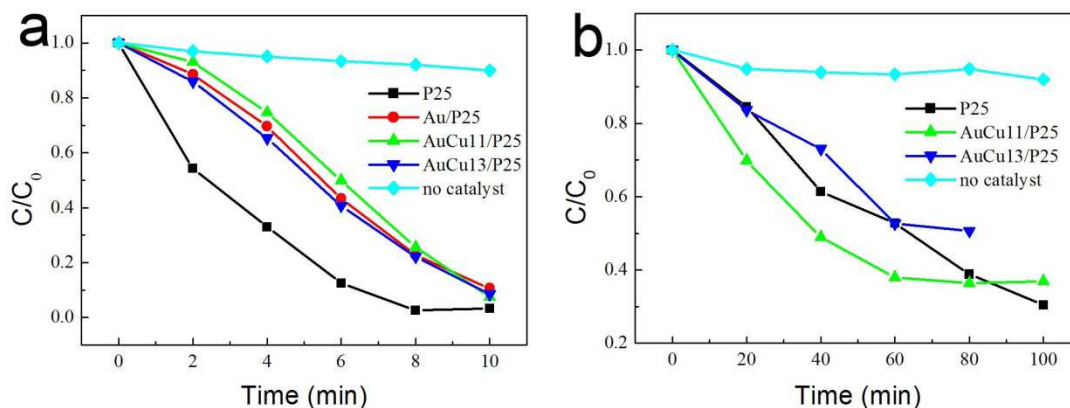 a
1.0
0.8
0.6
0.4
0.2
0.0
C/C0
P25
Au/P25
AuCu11/P25
AuCu13/P25
no catalyst
0 2 4 6 8 10
Time (min)
b
1.0
0.8
0.6
0.4
0.2
C/C0
P25
AuCu11/P25
AuCu13/P25
no catalyst
0 20 40 60 80 100
Time (min)